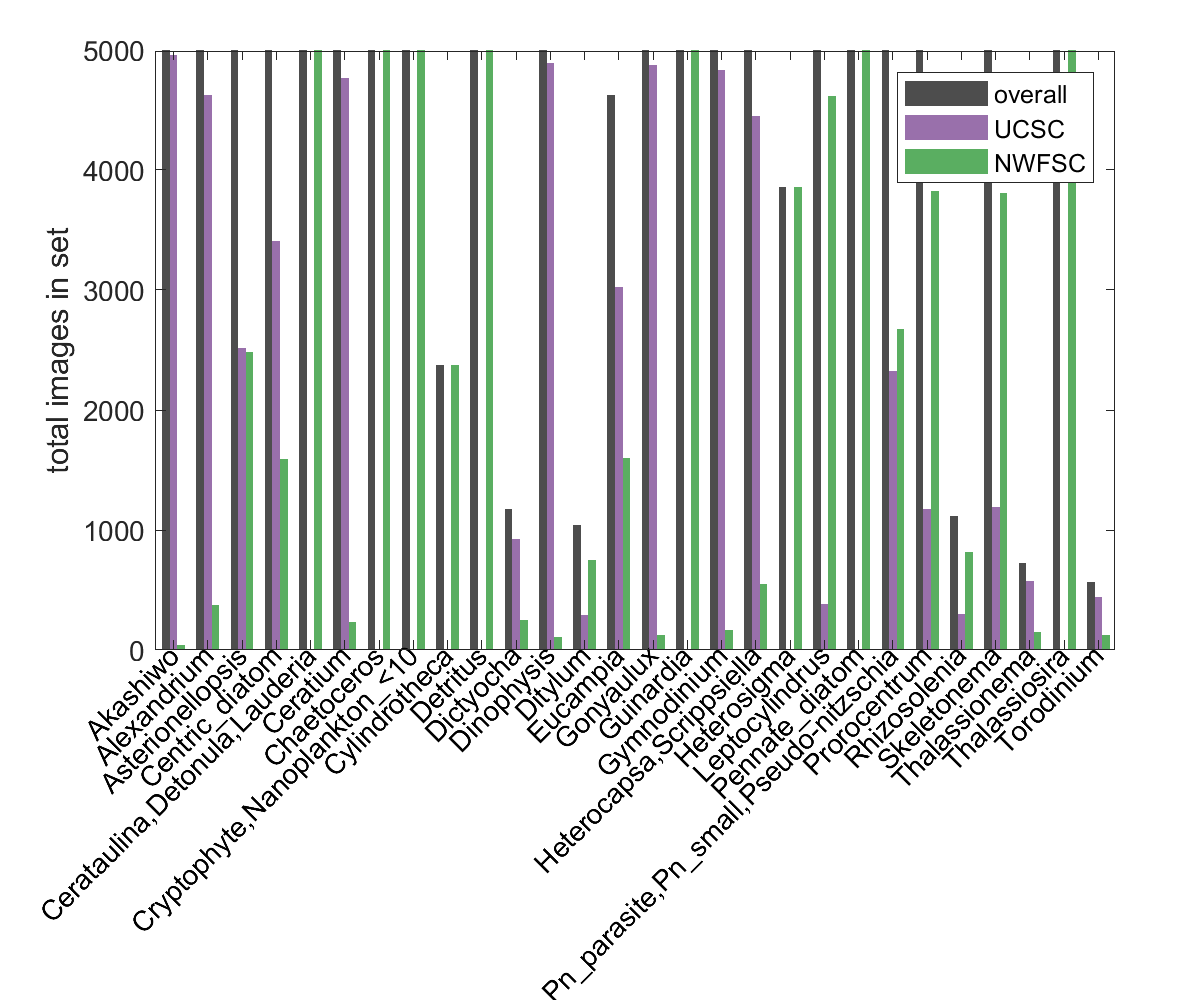 5000
4000
3000
2000
1000
0
total images in set
overall
UCSC
NWFSC
Akashiwo
Alexandrium
Asterionellopsis
Centric_diatom
Cerataulina,Detonula,Lauderia
Ceratium
Chaetoceros
Cryptophyte,Nanoplankton_<10
Cylindrotheca
Detritus
Dictyocha
Dinophysis
Ditylum
Eucampia
Gonyaulux
Guinardia
Gymnodinium
Heterocapsa,Scrippsiella
Heterosigma
Leptocylindrus
Pennate_diatom
Pn_parasite,Pn_small,Pseudo-nitzschia
Prorocentrum
Rhizosolenia
Skeletonema
Thalassionema
Thalassiosira
Torodinium